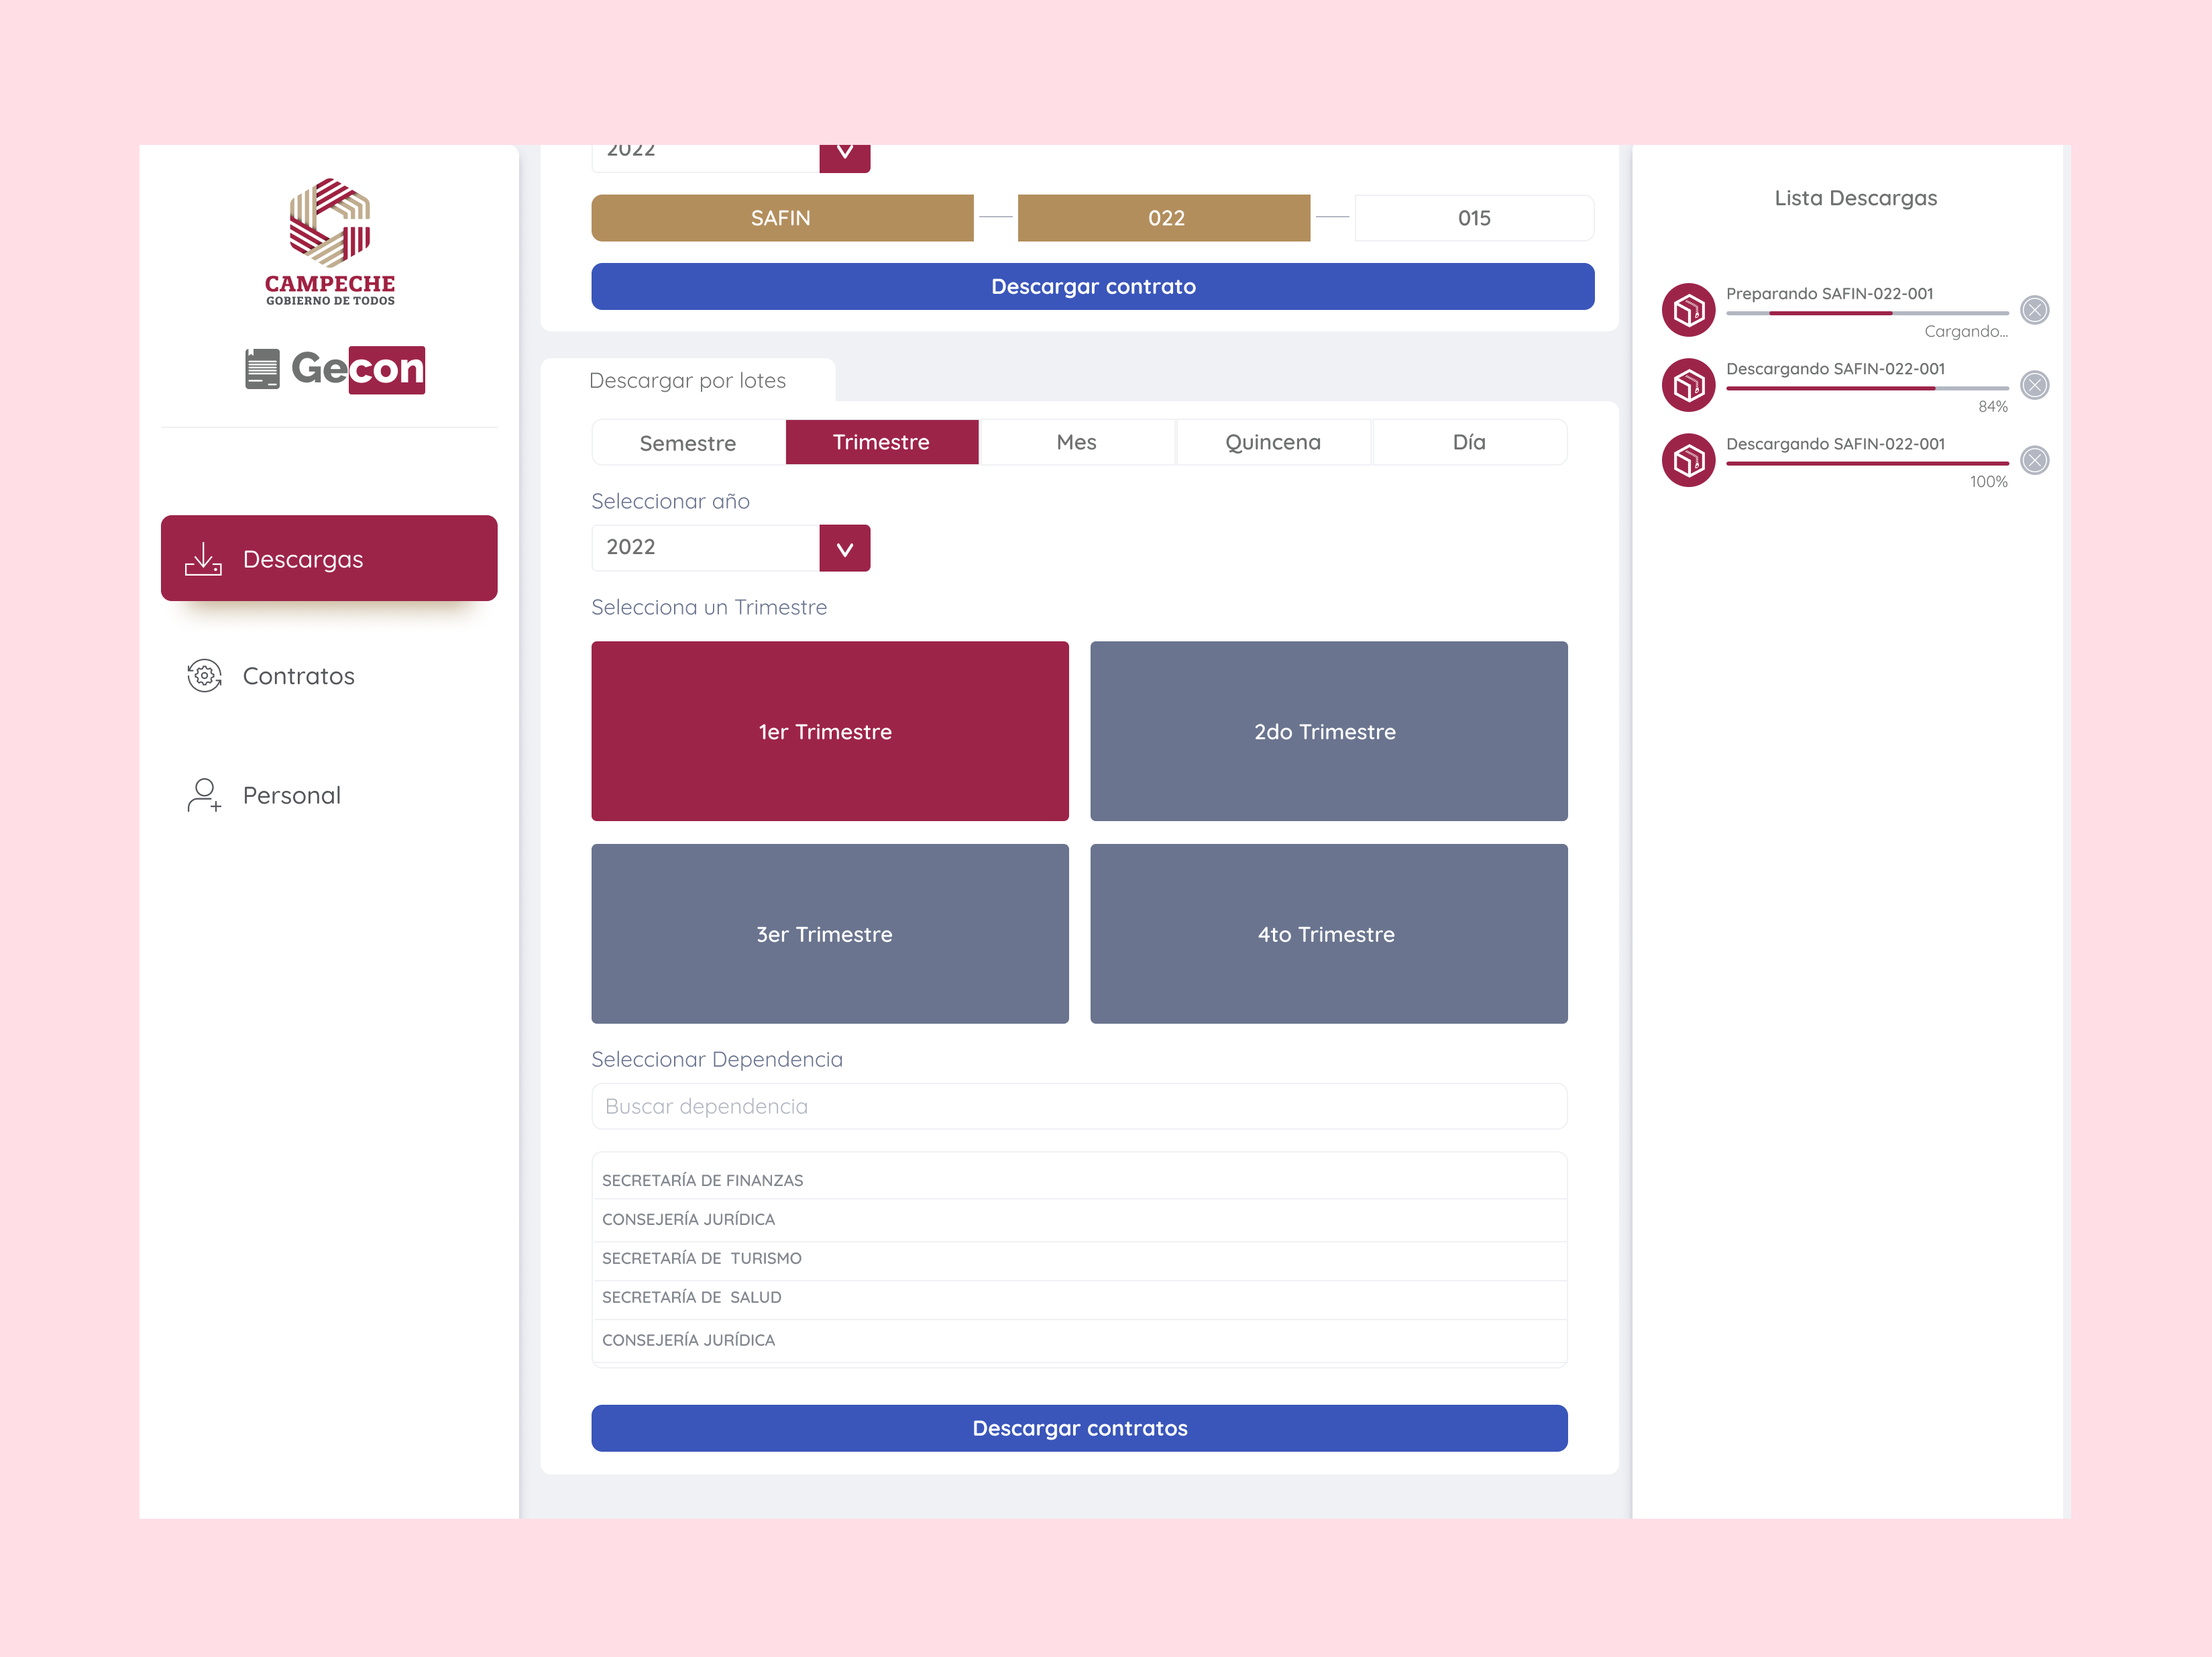 CAMPECHE
GOBIERNO DE TODOS
Gecon
Descargas
Contratos
Personal
2022
SAFIN
022
015
Descargar contrato
Descargar por lotes
Semestre
Trimestre
Mes
Quincena
Día
Seleccionar año
2022
Selecciona un Trimestre
1er Trimestre
2do Trimestre
3er Trimestre
4to Trimestre
Seleccionar Dependencia
Buscar dependencia
SECRETARÍA DE FINANZAS
CONSEJERÍA JURÍDICA
SECRETARÍA DE  TURISMO
SECRETARÍA DE  SALUD
CONSEJERÍA JURÍDICA
Descargar contratos
Lista Descargas
Preparando SAFIN-022-001
Cargando...
Descargando SAFIN-022-001
84%
Descargando SAFIN-022-001
100%